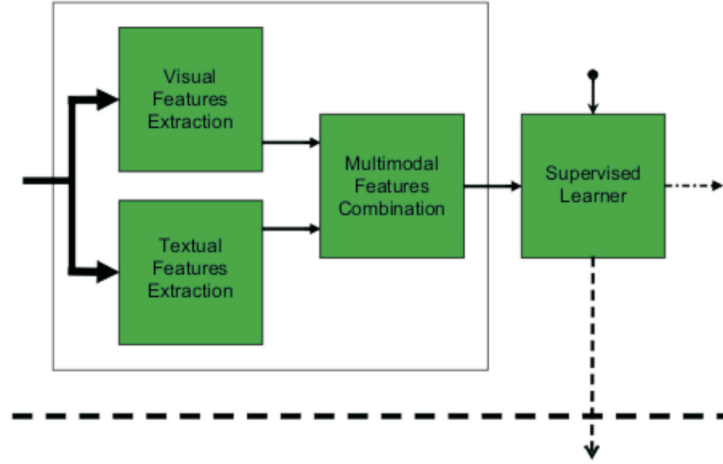 Visual
Features
Extraction
Multimodal
Features
Combination
Supervised
Learner
Textual
Features
Extraction